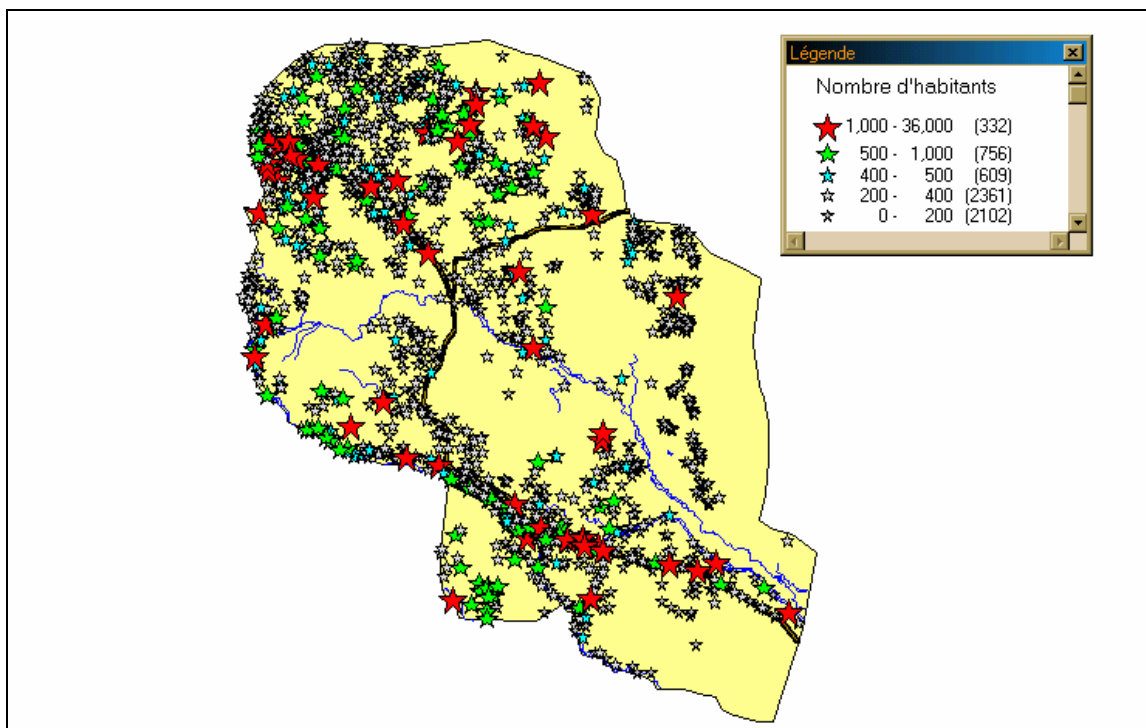 Légende
Nombre d'habitants
1,000 - 36,000 (332)
500 - 1,000 (756)
400 - 500 (609)
200 - 400 (2361)
0 - 200 (2102)